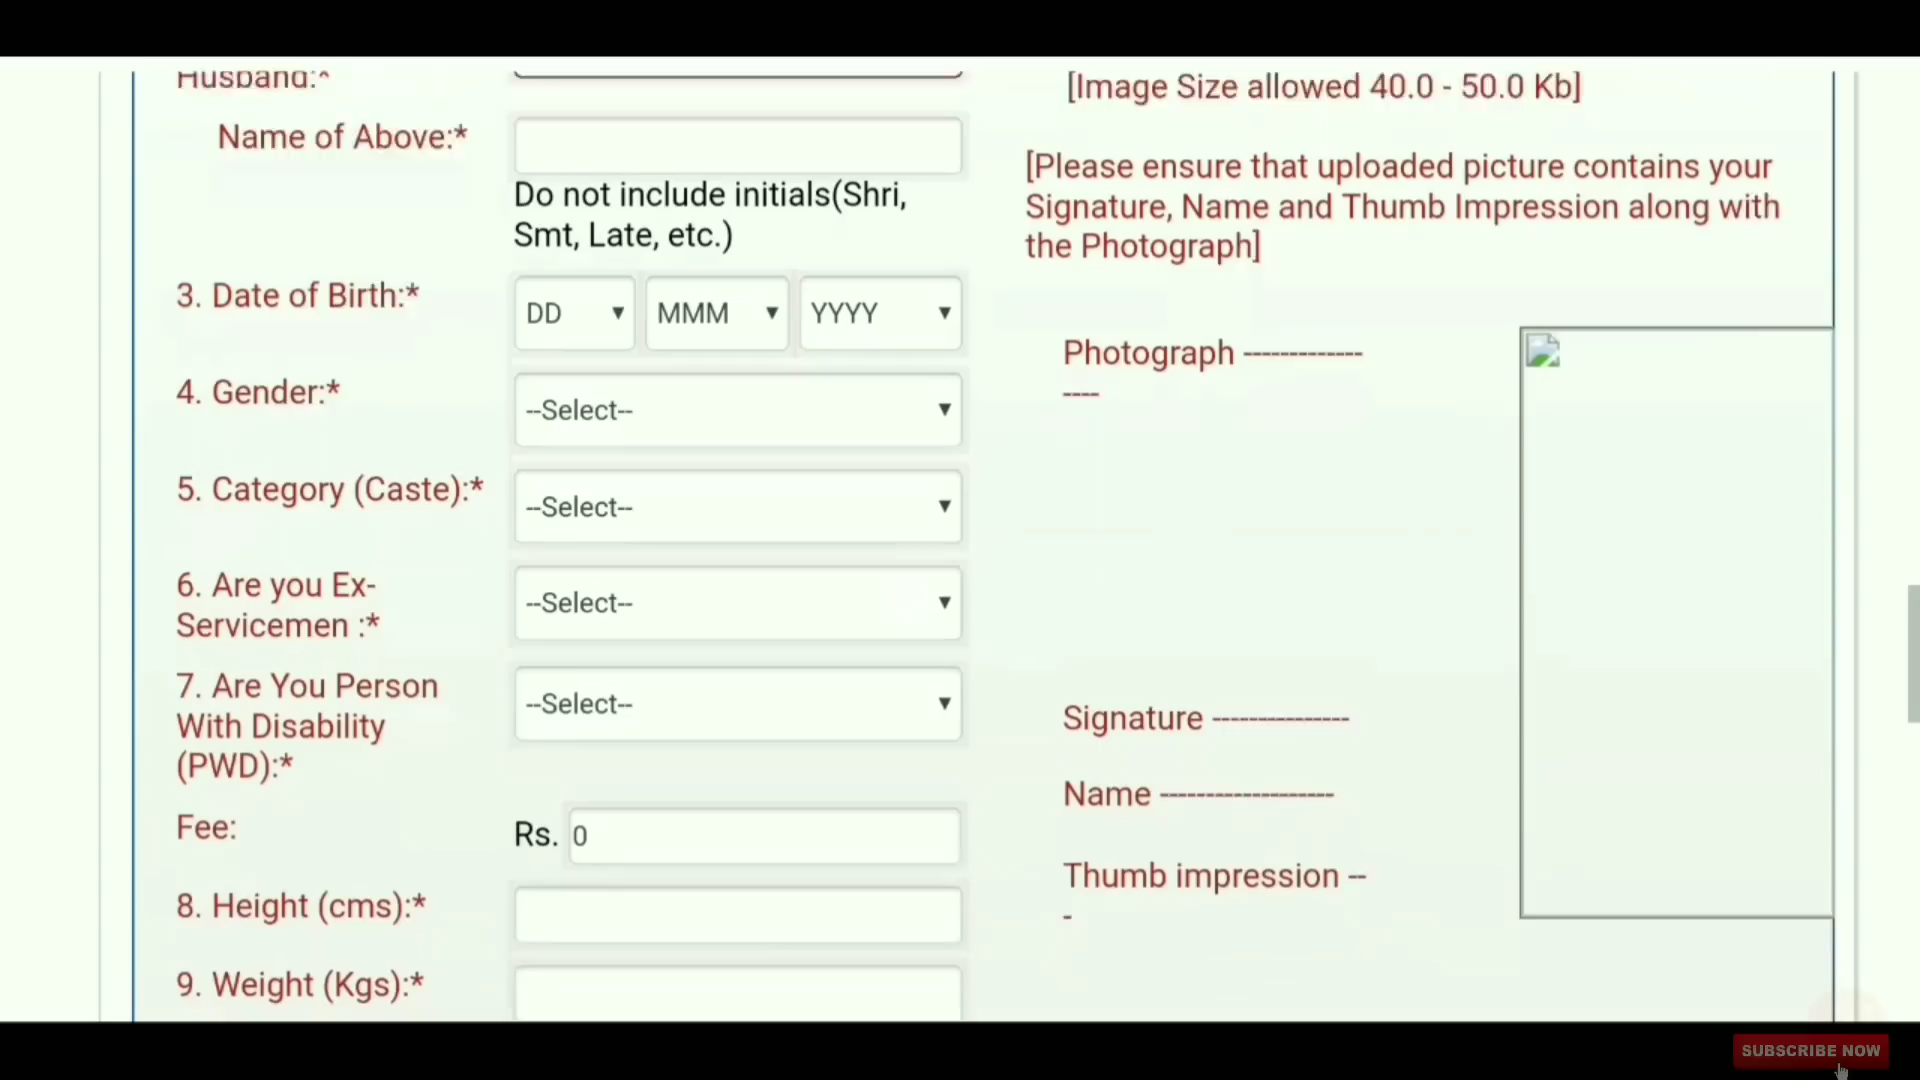 Husband:*
Name of Above:*
Do not include initials(Shri,
Smt, Late, etc.)
3. Date of Birth:*
DD
MMM
YYYY
4. Gender:*
--Select--
5. Category (Caste):*
--Select--
6. Are you Ex-
Servicemen :*
--Select--
7. Are You Person
With Disability
(PWD):*
--Select--
Fee:
Rs. 0
8. Height (cms):*
9. Weight (Kgs):*
[Image Size allowed 40.0 - 50.0 Kb]
[Please ensure that uploaded picture contains your
Signature, Name and Thumb Impression along with
the Photograph]
Photograph -------------
----
Signature ---------------
Name -------------------
Thumb impression --
-
SUBSCRIBE NOW